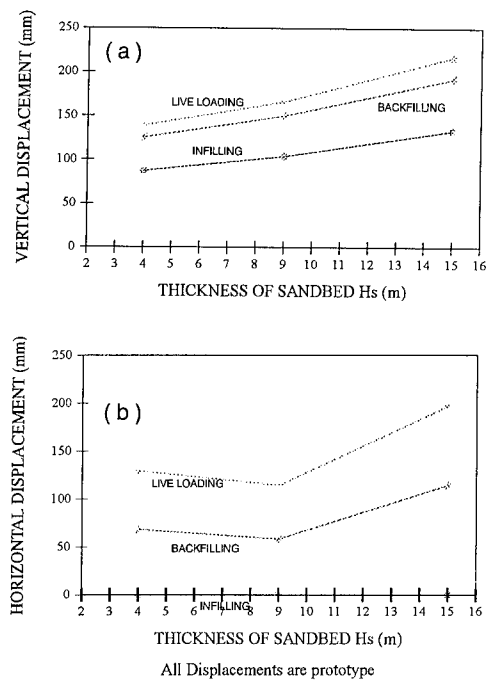 250
(a)
200
LIVE LOADING
BACKFILLING
150
INFILLING
100
50
0
VERTICAL DISPLACEMENT (mm)
2 3 4 5 6 7 8 9 10 11 12 13 14 15 16
THICKNESS OF SANDBED Hs (m)
250
(b)
200
150
LIVE LOADING
100
50
BACKFILLING
0
INFILLING
HORIZONTAL DISPLACEMENT (mm)
2 3 4 5 6 7 8 9 10 11 12 13 14 15 16
THICKNESS OF SANDBED Hs (m)
All Displacements are prototype